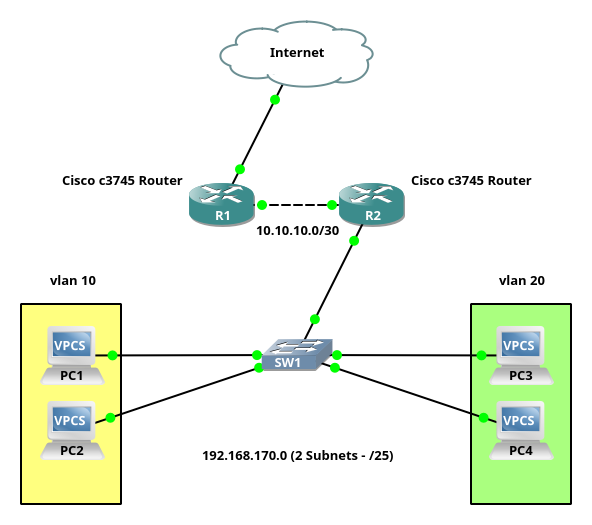 Internet
Cisco c3745 Router
Cisco c3745 Router
R1
R2
10.10.10.0/30
vlan 10
vlan 20
VPCS
PC1
SW1
VPCS
PC3
VPCS
PC2
VPCS
PC4
192.168.170.0 (2 Subnets - /25)